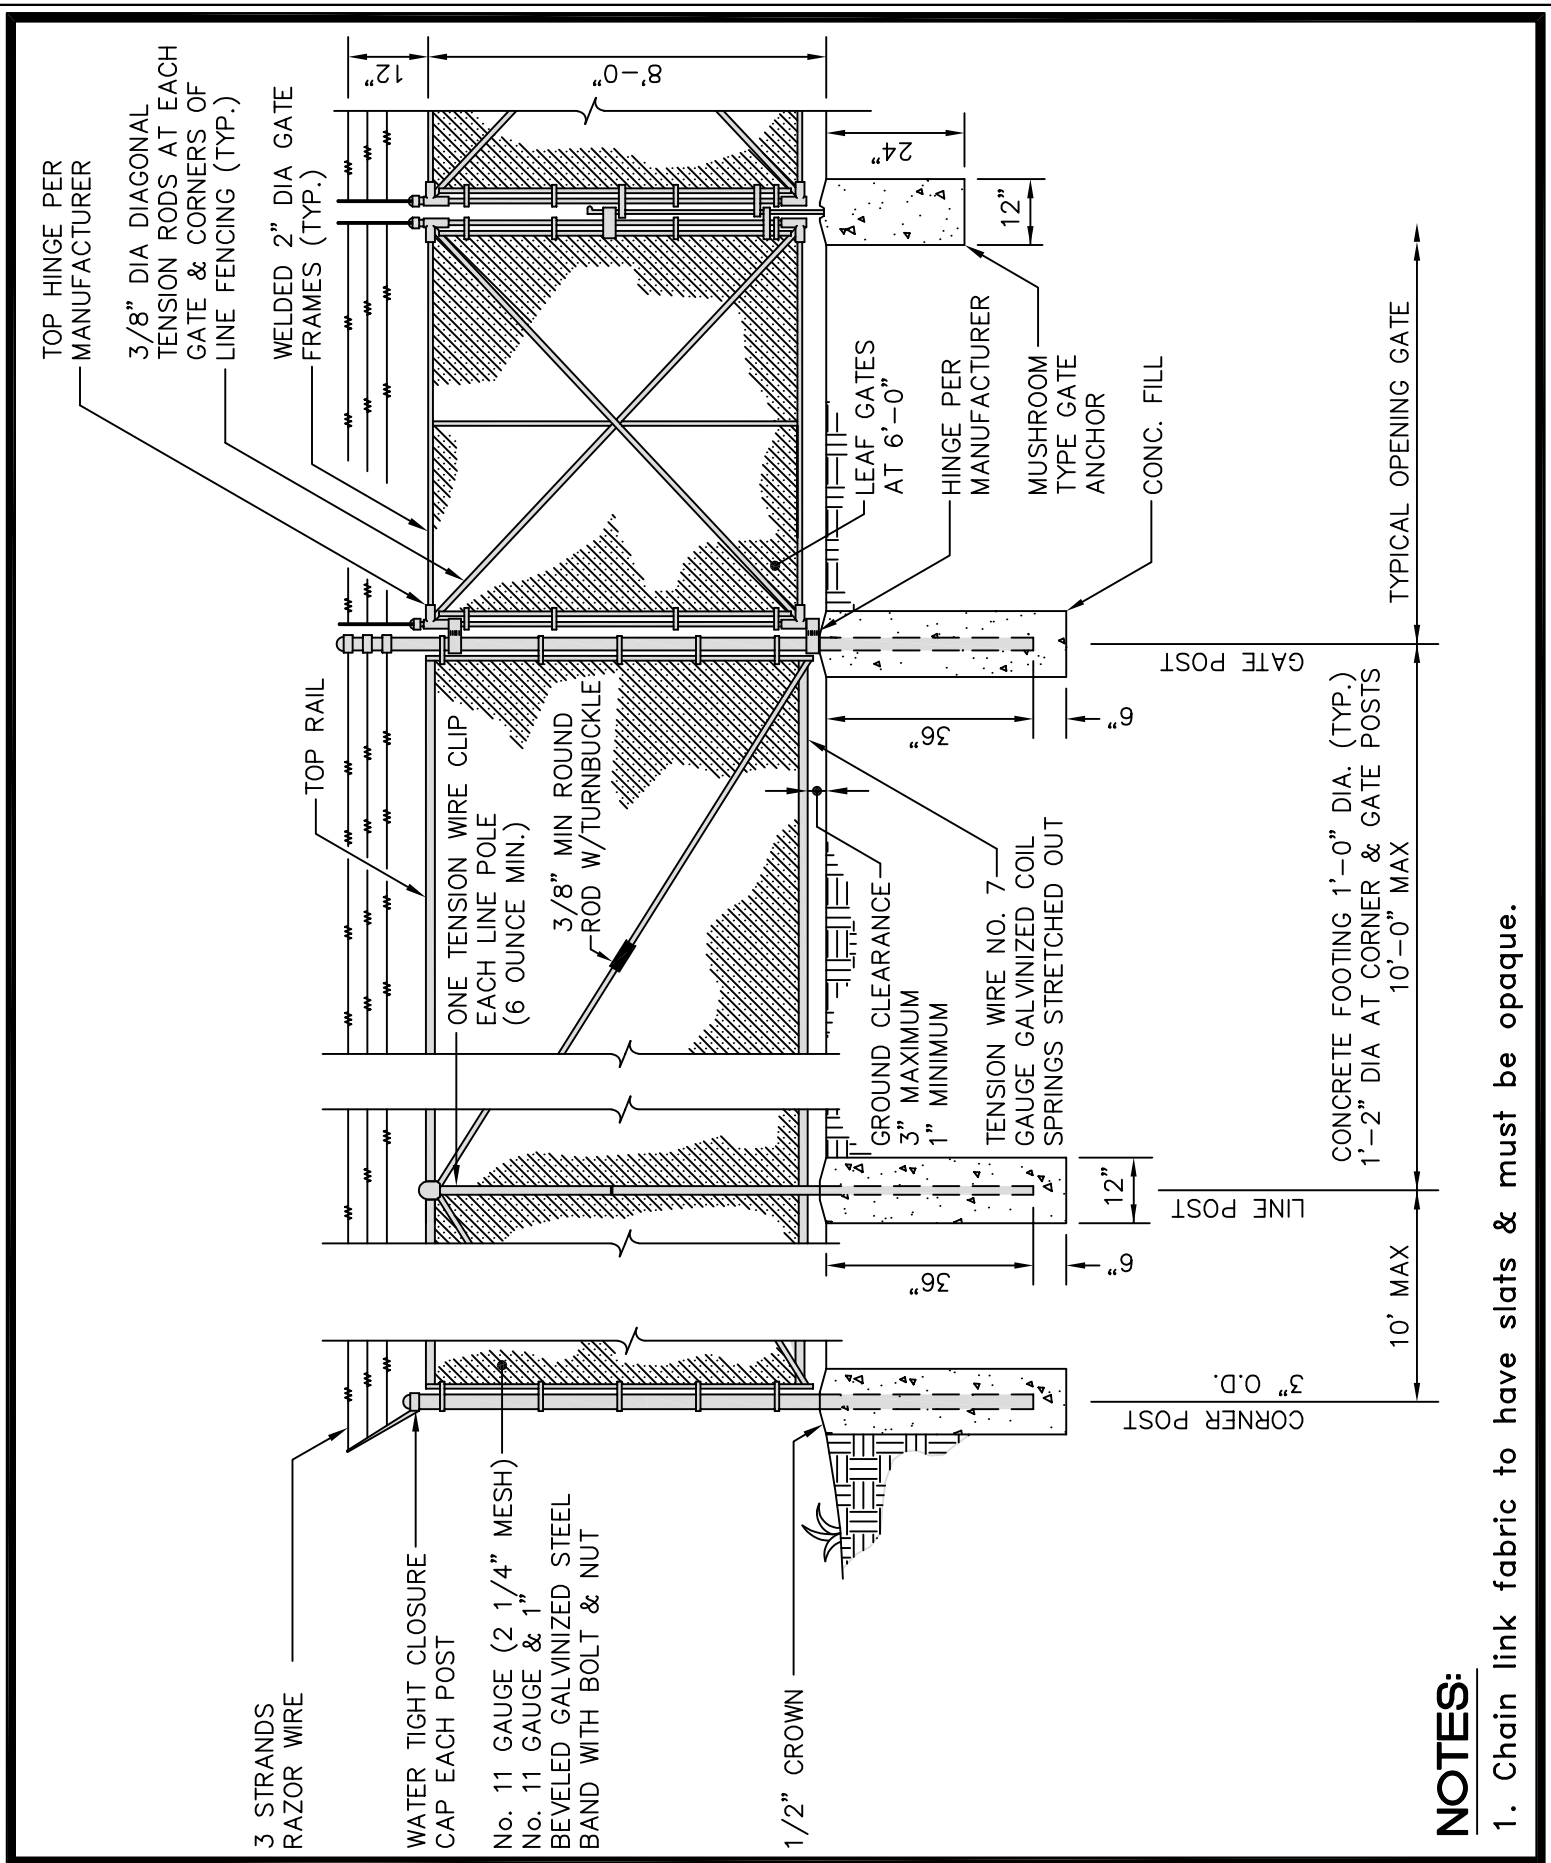 3 STRANDS
RAZOR WIRE
WATER TIGHT CLOSURE
CAP EACH POST
No. 11 GAUGE (2 1/4" MESH)
No. 11 GAUGE & 1"
BEVELED GALVINIZED STEEL
BAND WITH BOLT & NUT
1/2" CROWN
TOP HINGE PER
MANUFACTURER
3/8" DIA DIAGONAL
TENSION RODS AT EACH
GATE & CORNERS OF
LINE FENCING (TYP.)
WELDED 2" DIA GATE
FRAMES (TYP.)
TOP RAIL
ONE TENSION WIRE CLIP
EACH LINE POLE
(6 OUNCE MIN.)
3/8" MIN ROUND
ROD W/TURNBUCKLE
12"
8'-0"
24"
12"
LEAF GATES
AT 6'-0"
HINGE PER
MANUFACTURER
MUSHROOM
TYPE GATE
ANCHOR
CONC. FILL
GROUND CLEARANCE
3" MAXIMUM
1" MINIMUM
TENSION WIRE NO. 7
GAUGE GALVINIZED COIL
SPRINGS STRETCHED OUT
36"
6"
12"
36"
6"
CORNER POST
3" O.D.
LINE POST
GATE POST
10' MAX
CONCRETE FOOTING 1'-0" DIA. (TYP.)
1'-2" DIA AT CORNER & GATE POSTS
10'-0" MAX
TYPICAL OPENING GATE
NOTES:
1. Chain link fabric to have slats & must be opaque.